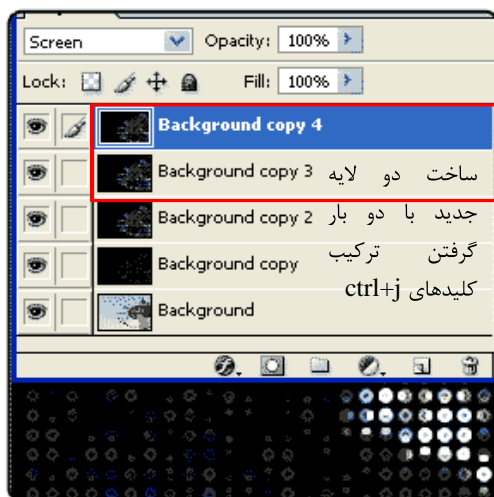 Screen Opacity: 100%
Lock: Fill: 100%
Background copy 4
Background copy 3
Background copy 2
Background copy
Background
ساخت دو لایه
جدید با دو بار
گرفتن ترکیب
کلیدهای ctrl+j